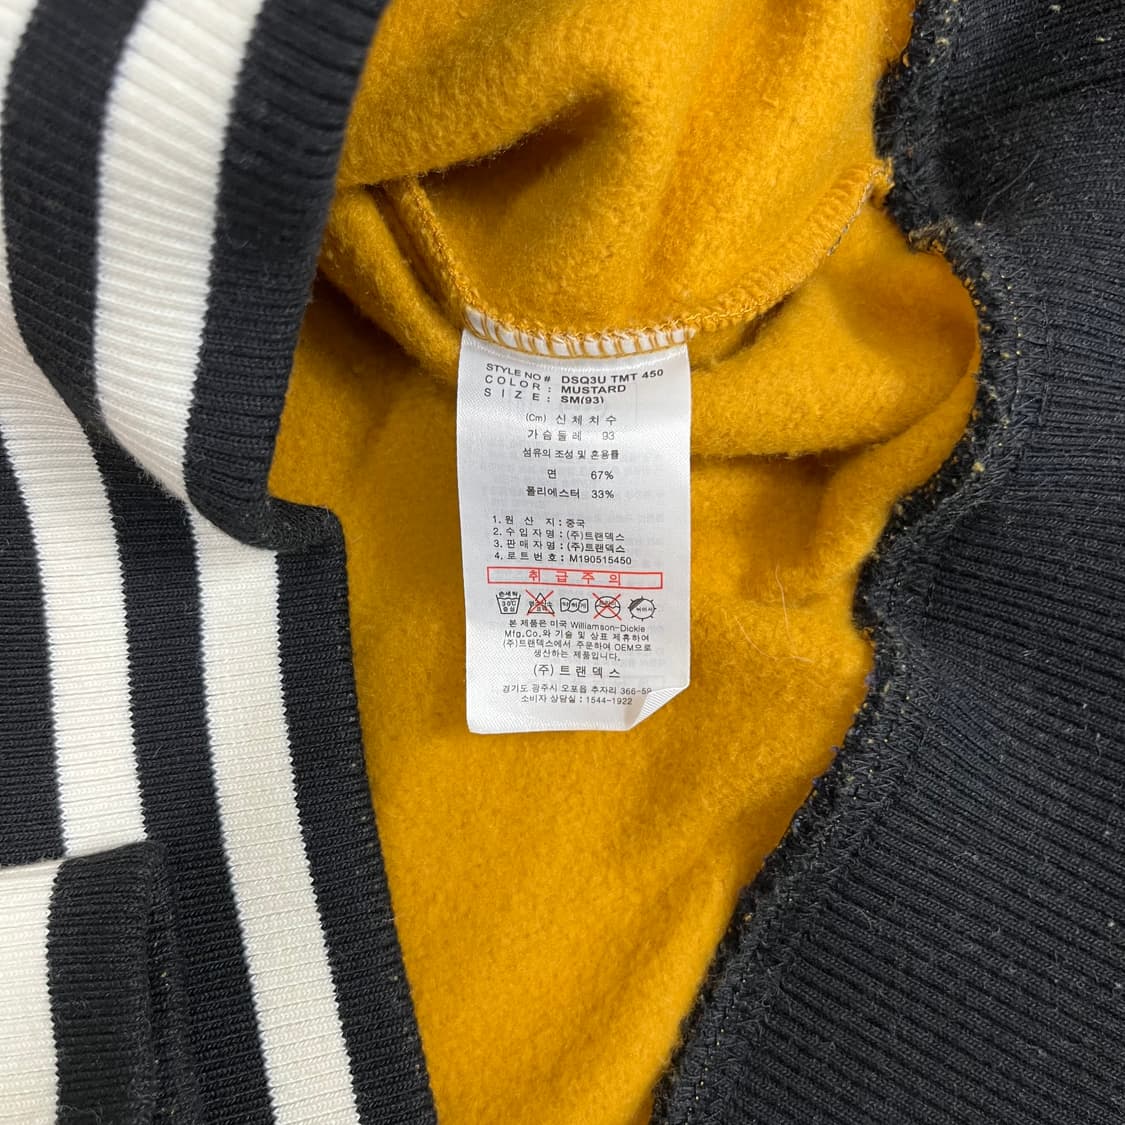 STYLE NO# DSQ3U TMT 450
COLOR: MUSTARD
SIZE: SM(93)
(Cm) 신체치수
가슴둘레 93
섬유의 조성 및 혼용률
면 67%
폴리에스터 33%
1. 원 산 지 : 중국
2. 수 입 자 명 : (주)트랜덱스
3. 판 매 자 명 : (주)트랜덱스
4. 로 트 번 호 : M190515450
취급주의
손세탁
30℃
중성
본 제품은 미국 Williamson-Dickie
Mfg.Co.와 기술 및 상표 제휴하여
(주)트랜덱스에서 주문하여 OEM으로
생산하는 제품입니다.
(주)트랜덱스
경기도 광주시 오포읍 추자리 366-59
소비자 상담실 : 1544-1922